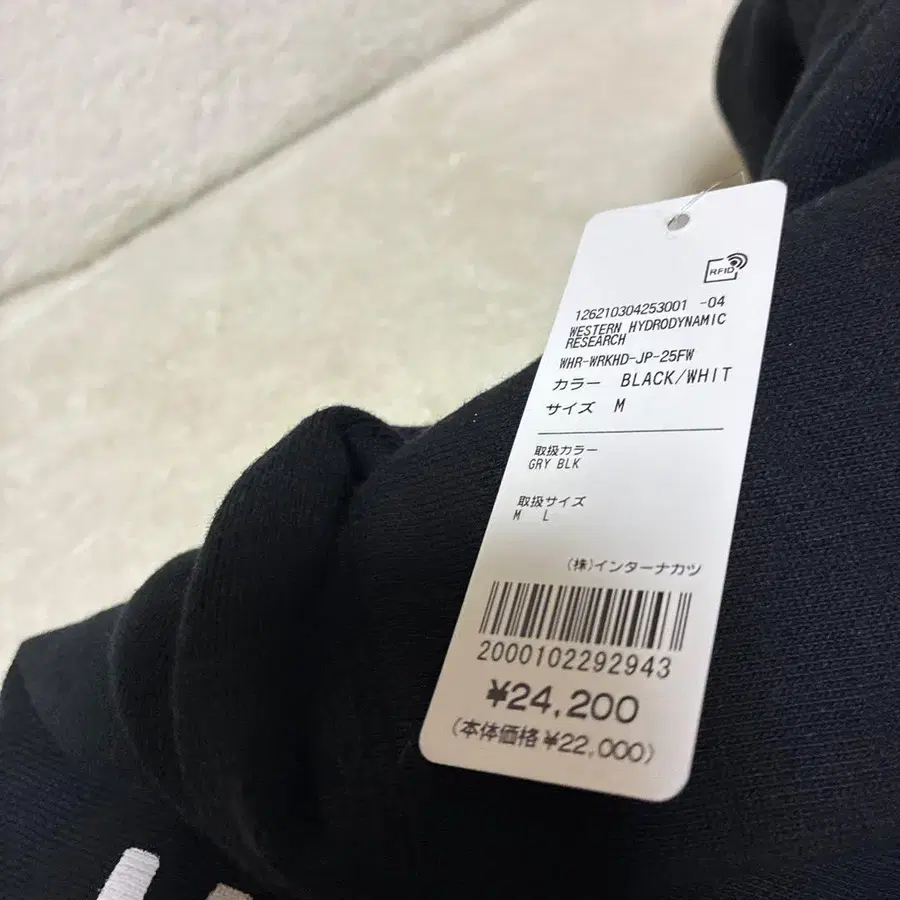 RFID
126210304253001 -04
WESTERN HYDRODYNAMIC
RESEARCH
WHR-WRKHD-JP-25FW
カラー BLACK/WHIT
サイズ M
取扱カラー
GRY BLK
取扱サイズ
M L
(株)インターナカツ
2000102292943
¥24,200
(本体価格¥22,000)